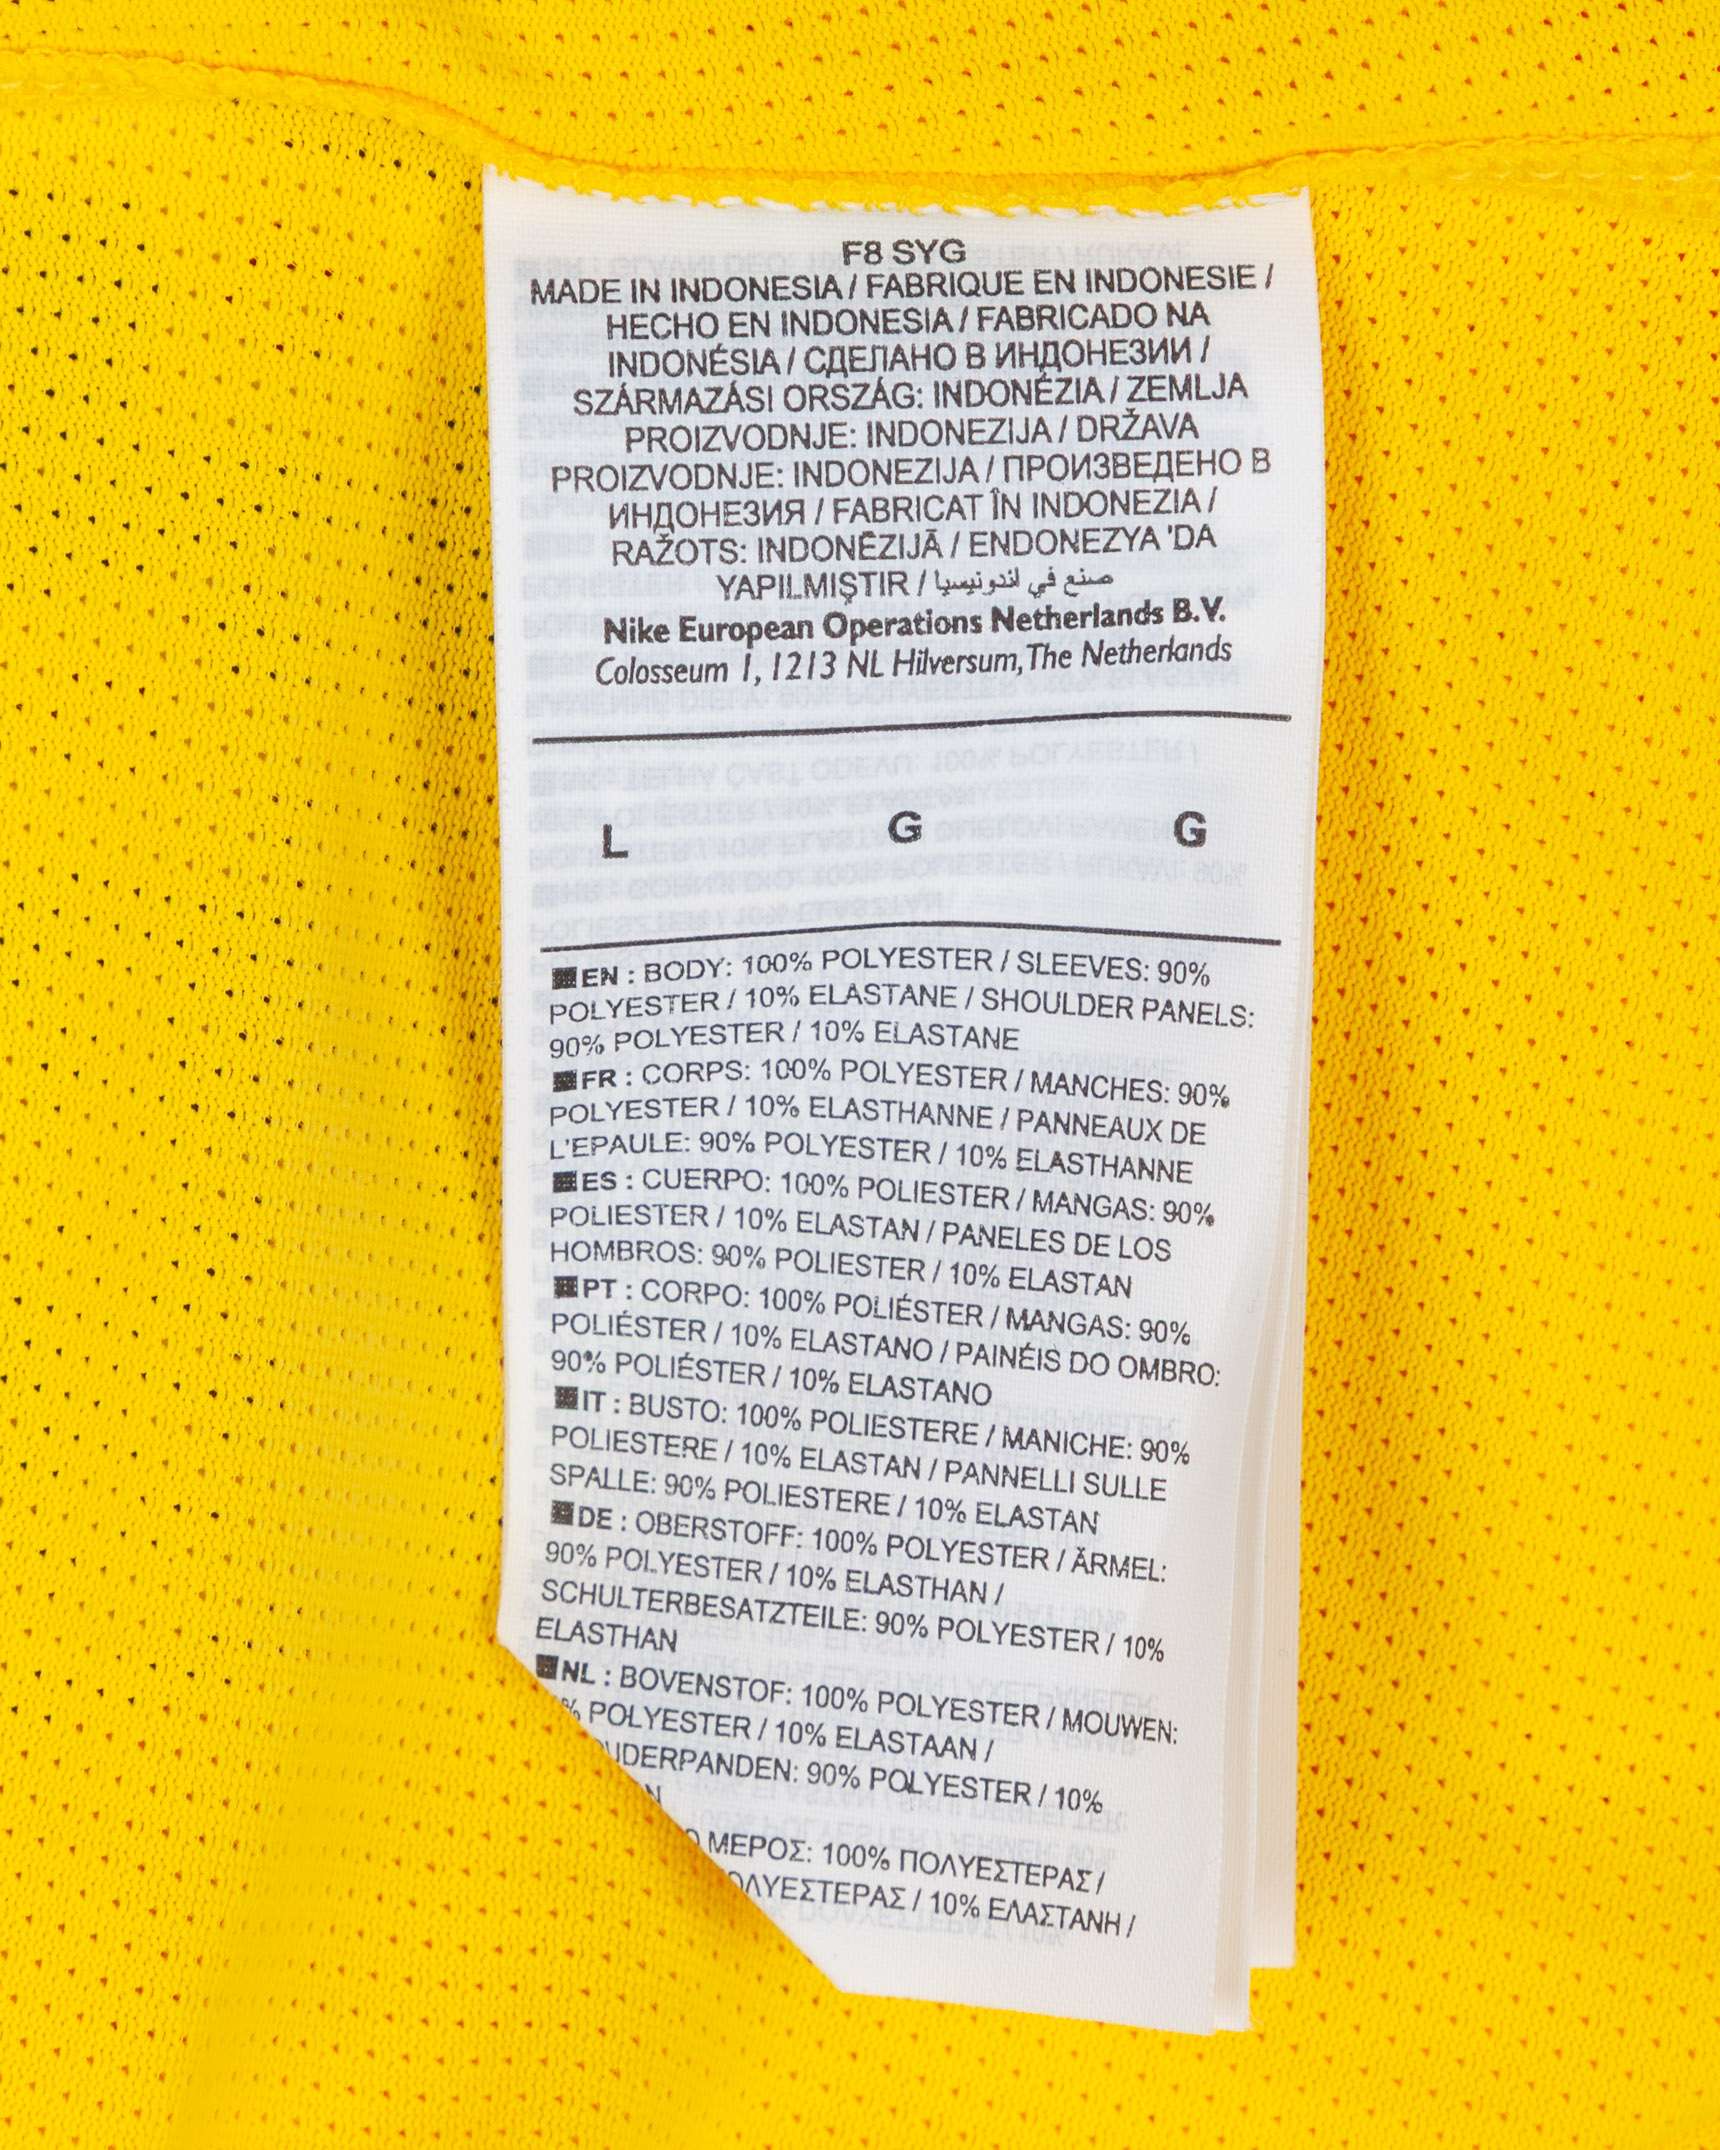 F8 SYG
MADE IN INDONESIA / FABRIQUE EN INDONESIE /
HECHO EN INDONESIA / FABRICADO NA
INDONÉSIA / СДЕЛАНО В ИНДОНЕЗИИ /
SZÁRMAZÁSI ORSZÁG: INDONÉZIA / ZEMLJA
PROIZVODNJE: INDONEZIJA / DRŽAVA
PROIZVODNJE: INDONEZIJA / ПРОИЗВЕДЕНО В
ИНДОНЕЗИЯ / FABRICAT ÎN INDONEZIA /
RAŽOTS: INDONĒZIJĀ / ENDONEZYA 'DA
YAPILMIŞTIR / صنع في اندونيسيا
Nike European Operations Netherlands B.V.
Colosseum 1, 1213 NL Hilversum, The Netherlands
L G G
EN : BODY: 100% POLYESTER / SLEEVES: 90%
POLYESTER / 10% ELASTANE / SHOULDER PANELS:
90% POLYESTER / 10% ELASTANE
FR : CORPS: 100% POLYESTER / MANCHES: 90%
POLYESTER / 10% ELASTHANNE / PANNEAUX DE
L'EPAULE: 90% POLYESTER / 10% ELASTHANNE
ES : CUERPO: 100% POLIESTER / MANGAS: 90%
POLIESTER / 10% ELASTAN / PANELES DE LOS
HOMBROS: 90% POLIESTER / 10% ELASTAN
PT : CORPO: 100% POLIÉSTER / MANGAS: 90%
POLIÉSTER / 10% ELASTANO / PAINÉIS DO OMBRO:
90% POLIÉSTER / 10% ELASTANO
IT : BUSTO: 100% POLIESTERE / MANICHE: 90%
POLIESTERE / 10% ELASTAN / PANNELLI SULLE
SPALLE: 90% POLIESTERE / 10% ELASTAN
DE : OBERSTOFF: 100% POLYESTER / ÄRMEL:
90% POLYESTER / 10% ELASTHAN /
SCHULTERBESATZTEILE: 90% POLYESTER / 10%
ELASTHAN
NL : BOVENSTOF: 100% POLYESTER / MOUWEN:
% POLYESTER / 10% ELASTAAN /
UDERPANDEN: 90% POLYESTER / 10%
N
ΜΕΡΟΣ: 100% ΠΟΛΥΕΣΤΕΡΑΣ /
ΛΥΕΣΤΕΡΑΣ / 10% ΕΛΑΣΤΑΝΗ /